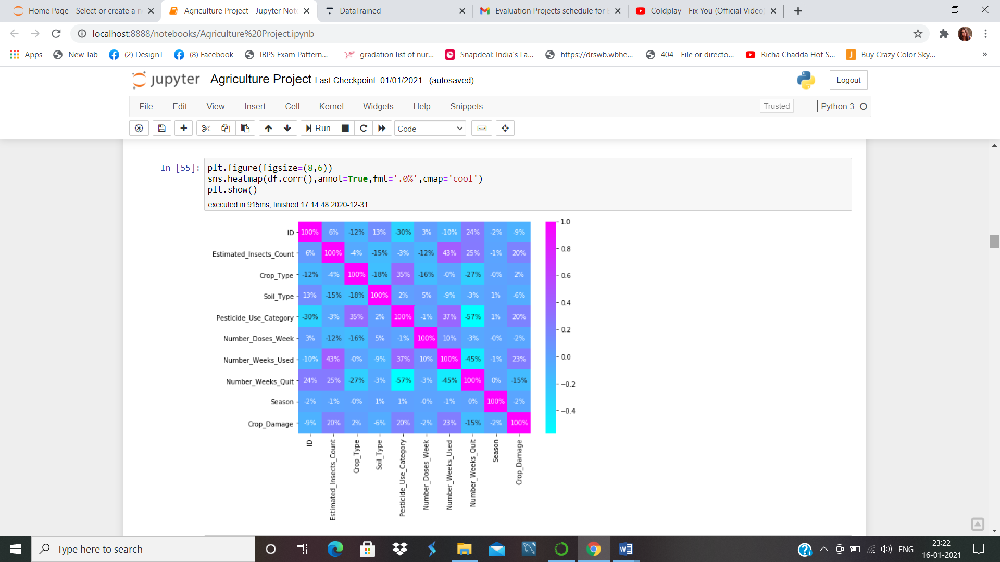 Home Page - Select or create a n
Agriculture Project - Jupyter Not
DataTrained
Evaluation Projects schedule for
Coldplay - Fix You (Official Video)
localhost:8888/notebooks/Agriculture%20Project.ipynb
Apps
New Tab
(2) DesignT
(8) Facebook
IBPS Exam Pattern...
gradation list of nur...
Snapdeal: India's La...
https://drswb.wbhe...
404 - File or directo...
Richa Chadda Hot S...
Buy Crazy Color Sky...
»
jupyter
Agriculture Project Last Checkpoint: 01/01/2021 (autosaved)
Logout
File Edit View Insert Cell Kernel Widgets Help Snippets
Trusted
Python 3
Run
Code
In [55]:
plt.figure(figsize=(8,6))
sns.heatmap(df.corr(),annot=True,fmt='.0%',cmap='cool')
plt.show()
executed in 915ms, finished 17:14:48 2020-12-31
ID 100% 6% -12% 13% -30% 3% -10% 24% -2% -9%
Estimated_Insects_Count 6% 100% -4% -15% -3% -12% 43% 25% -1% 20%
Crop_Type -12% -4% 100% -18% 35% -16% -0% -27% -0% 2%
Soil_Type 13% -15% -18% 100% 2% 5% -9% -3% 1% -6%
Pesticide_Use_Category -30% -3% 35% 2% 100% -1% 37% -57% 1% 20%
Number_Doses_Week 3% -12% -16% 5% -1% 100% 10% -3% -0% -2%
Number_Weeks_Used -10% 43% -0% -9% 37% 10% 100% -45% -1% 23%
Number_Weeks_Quit 24% 25% -27% -3% -57% -3% -45% 100% 0% -15%
Season -2% -1% -0% 1% 1% -0% -1% 0% 100% -2%
Crop_Damage -9% 20% 2% -6% 20% -2% 23% -15% -2% 100%
ID
Estimated_Insects_Count
Crop_Type
Soil_Type
Pesticide_Use_Category
Number_Doses_Week
Number_Weeks_Used
Number_Weeks_Quit
Season
Crop_Damage
1.0
0.8
0.6
0.4
0.2
0.0
−0.2
−0.4
Type here to search
ENG
23:22
16-01-2021